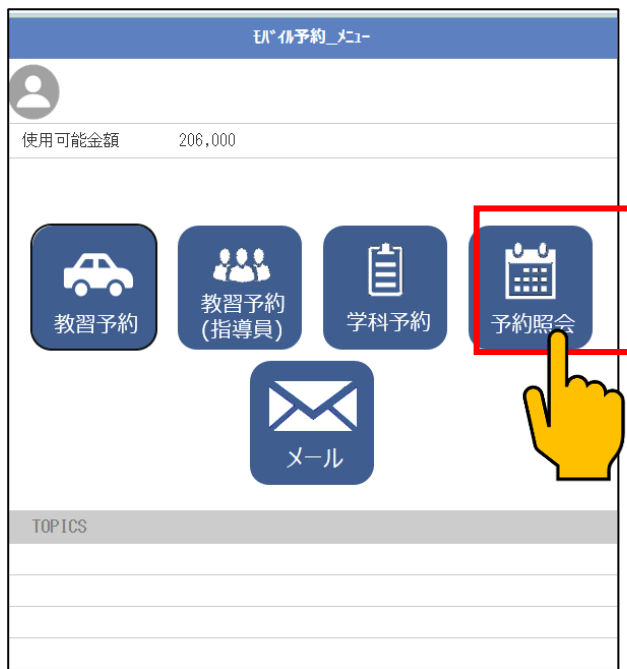 ﾓﾊﾞｲﾙ予約_ﾒﾆｭｰ
使用可能金額 206,000
教習予約
教習予約
(指導員)
学科予約
予約照会
メール
TOPICS